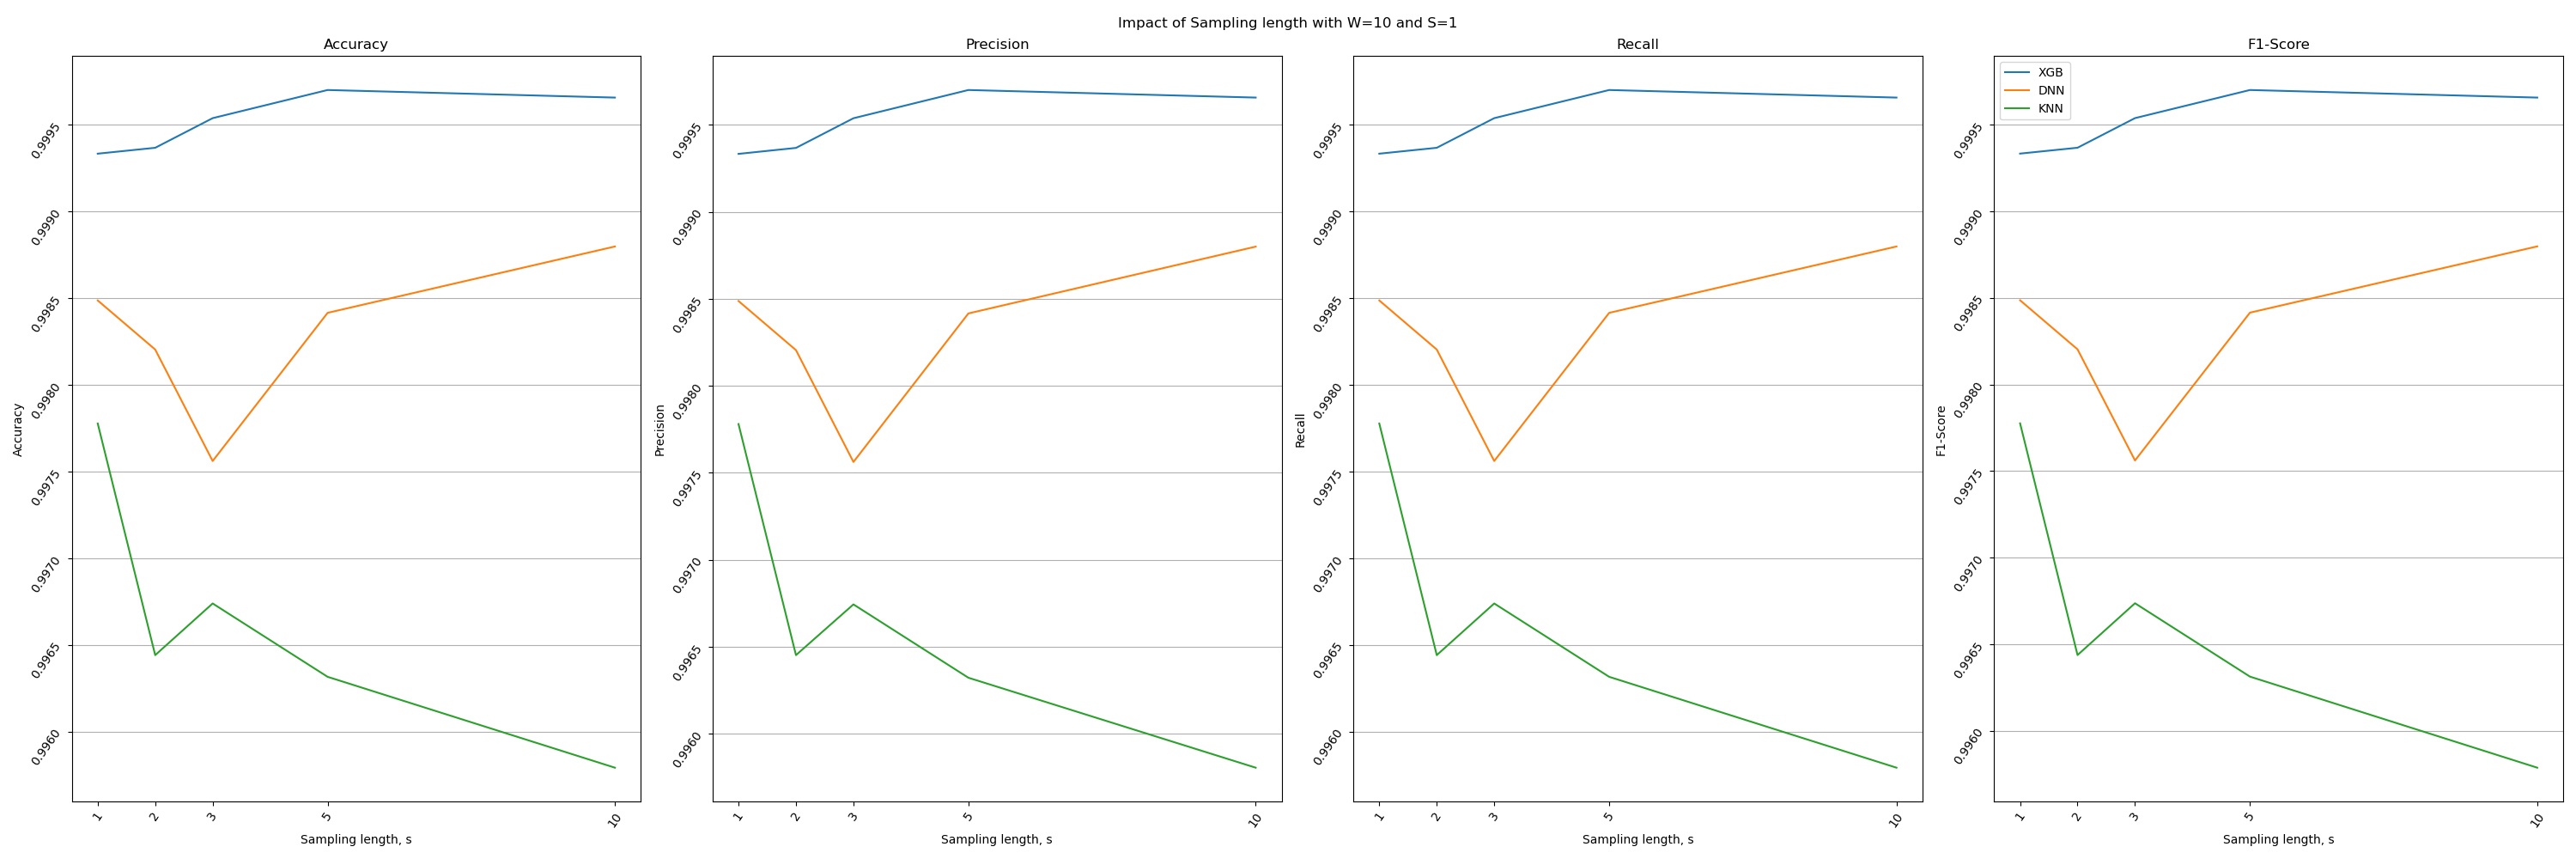 Impact of Sampling length with W=10 and S=1
Accuracy
Accuracy
0.9995
0.9990
0.9985
0.9980
0.9975
0.9970
0.9965
0.9960
1 2 3 5 10
Sampling length, s
Precision
Precision
0.9995
0.9990
0.9985
0.9980
0.9975
0.9970
0.9965
0.9960
1 2 3 5 10
Sampling length, s
Recall
Recall
0.9995
0.9990
0.9985
0.9980
0.9975
0.9970
0.9965
0.9960
1 2 3 5 10
Sampling length, s
F1-Score
F1-Score
XGB
DNN
KNN
0.9995
0.9990
0.9985
0.9980
0.9975
0.9970
0.9965
0.9960
1 2 3 5 10
Sampling length, s